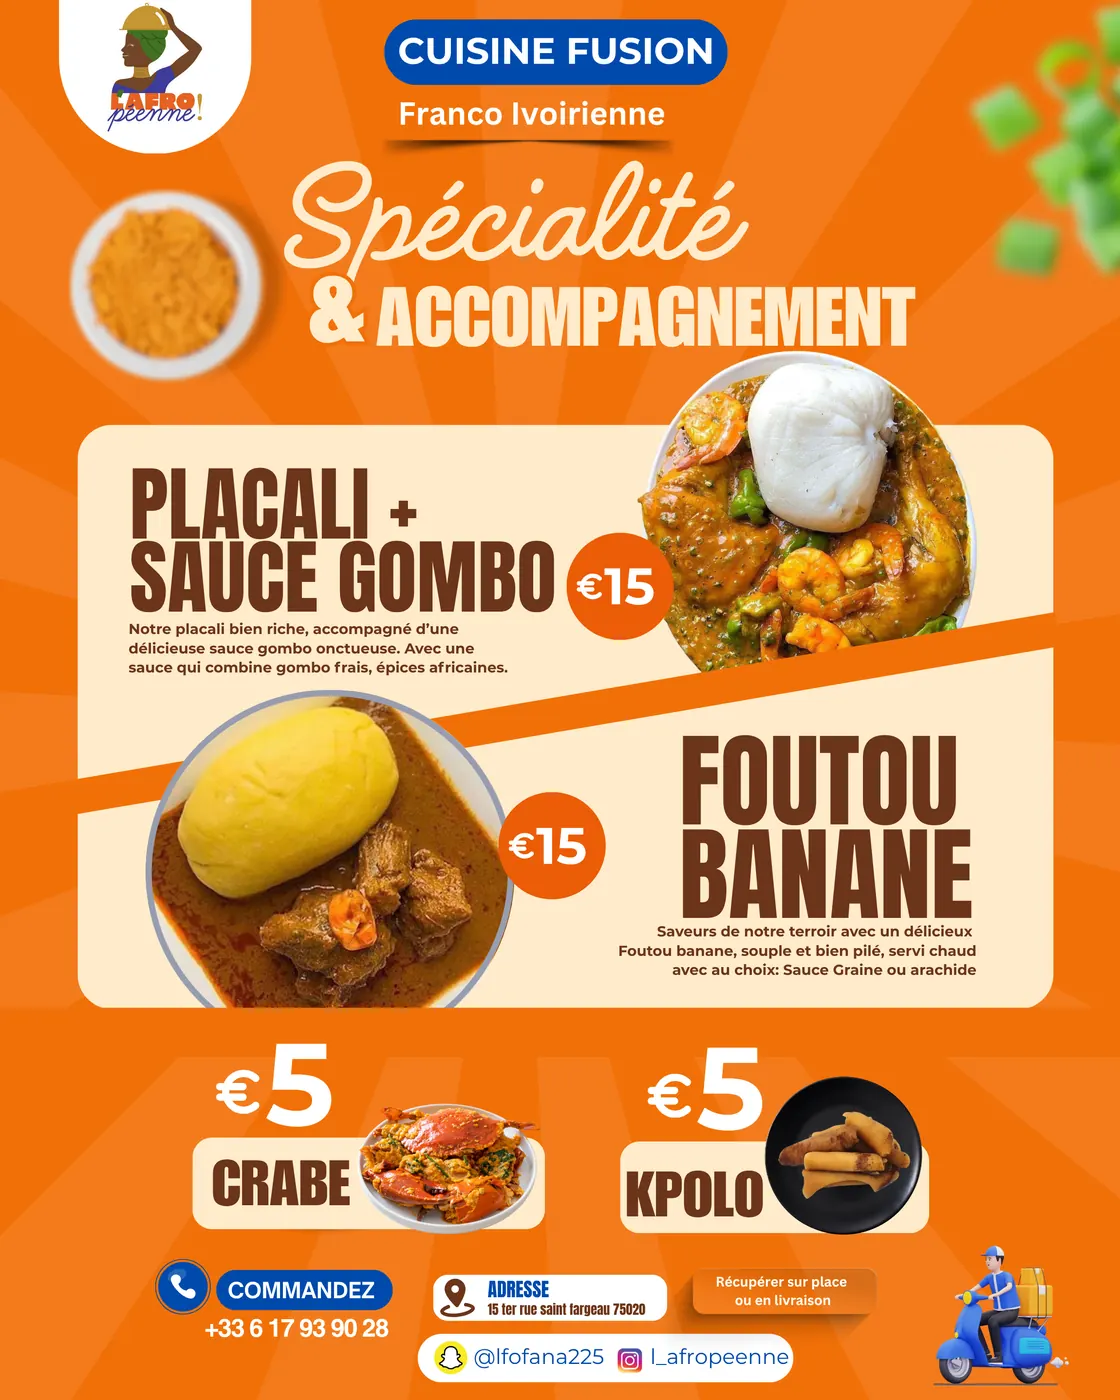 L'AFRO
péenne!
CUISINE FUSION
Franco Ivoirienne
Spécialité
& ACCOMPAGNEMENT
PLACALI +
SAUCE GOMBO
€15
Notre placali bien riche, accompagné d'une
délicieuse sauce gombo onctueuse. Avec une
sauce qui combine gombo frais, épices africaines.
€15
FOUTOU
BANANE
Saveurs de notre terroir avec un délicieux
Foutou banane, souple et bien pilé, servi chaud
avec au choix: Sauce Graine ou arachide
€5
CRABE
€5
KPOLO
COMMANDEZ
+33 6 17 93 90 28
ADRESSE
15 ter rue saint fargeau 75020
Récupérer sur place
ou en livraison
@lfofana225
l_afropeenne